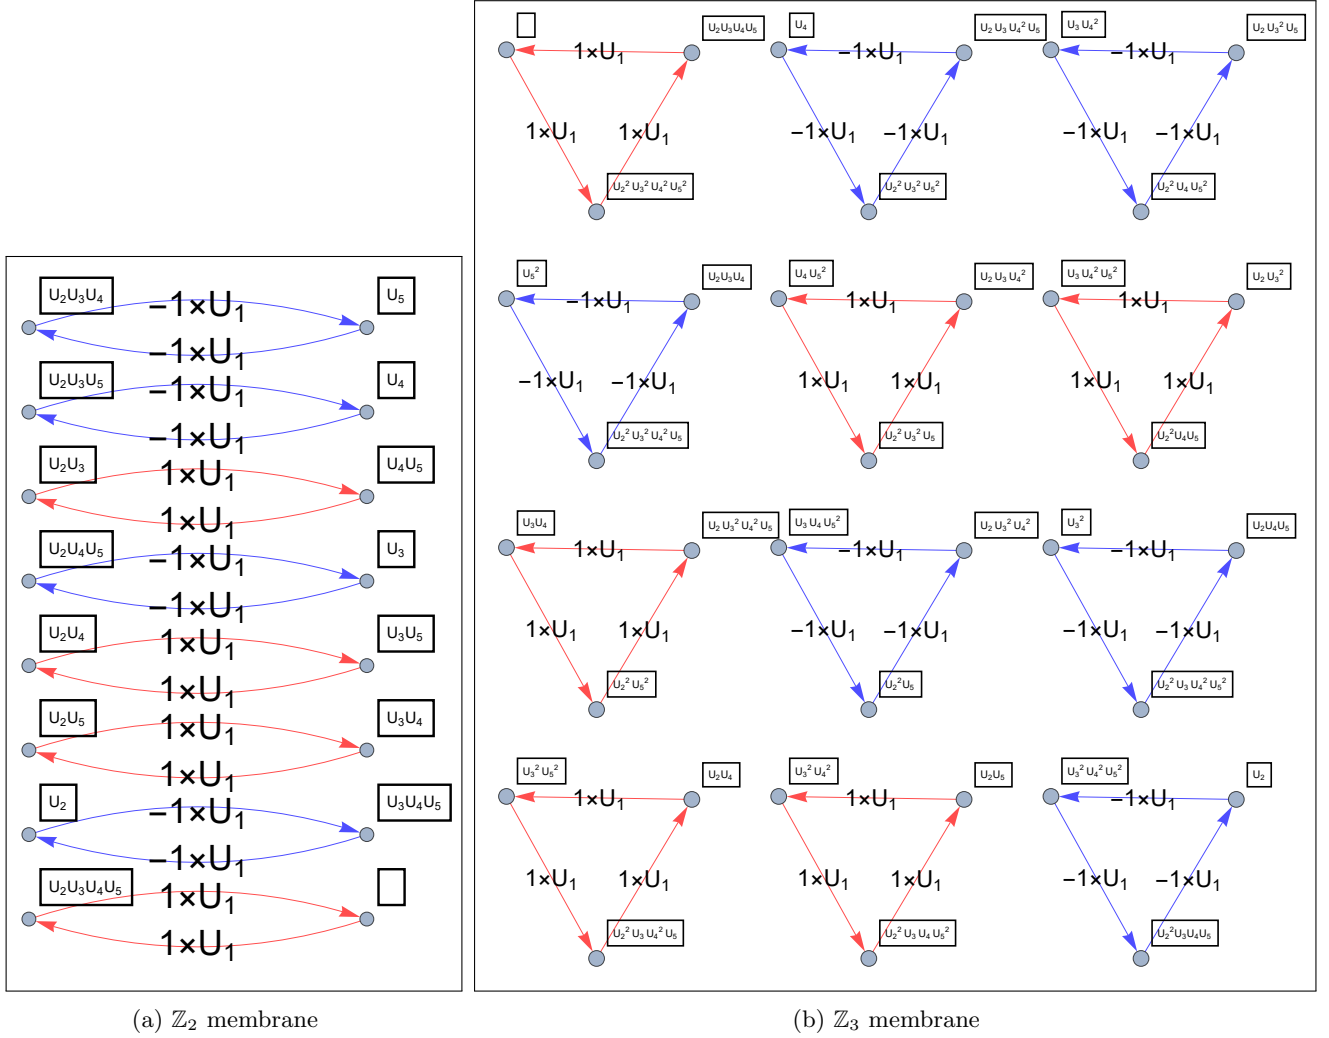 U₂U₃U₄U₅
U₄
U₂ U₃ U₄² U₅
U₃ U₄²
U₂ U₃² U₅
1×U₁
−1×U₁
−1×U₁
1×U₁
1×U₁
−1×U₁
−1×U₁
−1×U₁
−1×U₁
U₂² U₃² U₄² U₅²
U₂² U₃² U₅²
U₂² U₄ U₅²
U₅²
U₂U₃U₄
U₄ U₅²
U₂ U₃ U₄²
U₃ U₄² U₅²
U₂ U₃²
−1×U₁
1×U₁
1×U₁
−1×U₁
−1×U₁
1×U₁
1×U₁
1×U₁
1×U₁
U₂² U₃² U₄² U₅
U₂² U₃² U₅
U₂² U₄U₅
U₃U₄
U₂ U₃² U₄² U₅
U₃ U₄ U₅²
U₂ U₃² U₄²
U₃²
U₂U₄U₅
1×U₁
−1×U₁
−1×U₁
1×U₁
1×U₁
−1×U₁
−1×U₁
−1×U₁
−1×U₁
U₂² U₅²
U₂² U₅
U₂² U₃ U₄² U₅²
U₃² U₅²
U₂U₄
U₃² U₄²
U₂U₅
U₃² U₄² U₅²
U₂
1×U₁
1×U₁
−1×U₁
1×U₁
1×U₁
1×U₁
1×U₁
−1×U₁
−1×U₁
U₂² U₃ U₄² U₅
U₂² U₃ U₄ U₅²
U₂² U₃U₄U₅
U₂U₃U₄
−1×U₁
U₅
−1×U₁
U₂U₃U₅
−1×U₁
U₄
−1×U₁
U₂U₃
1×U₁
U₄U₅
1×U₁
U₂U₄U₅
−1×U₁
U₃
−1×U₁
U₂U₄
1×U₁
U₃U₅
1×U₁
U₂U₅
1×U₁
U₃U₄
1×U₁
U₂
−1×U₁
U₃U₄U₅
−1×U₁
U₂U₃U₄U₅
1×U₁
1×U₁
(a) ℤ₂ membrane
(b) ℤ₃ membrane